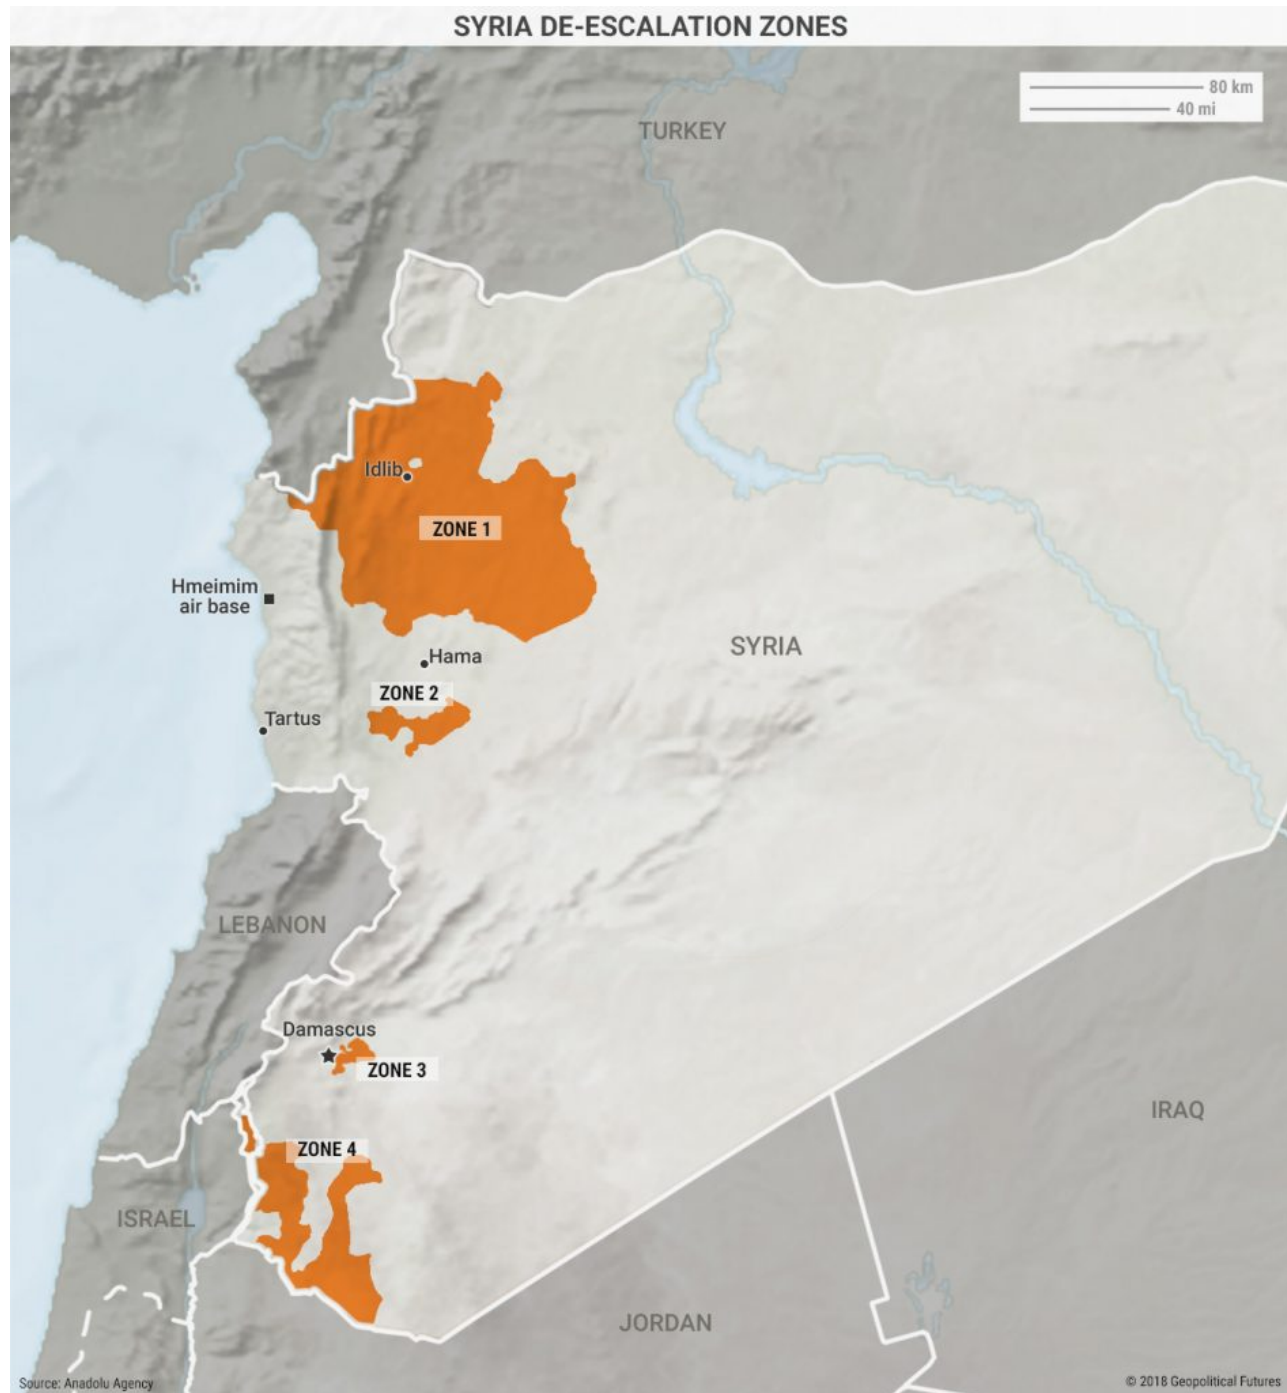 SYRIA DE-ESCALATION ZONES
80 km
40 mi
TURKEY
Idlib
ZONE 1
Hmeimim
air base
SYRIA
Hama
ZONE 2
Tartus
LEBANON
Damascus
ZONE 3
IRAQ
ZONE 4
ISRAEL
JORDAN
Source: Anadolu Agency
© 2018 Geopolitical Futures